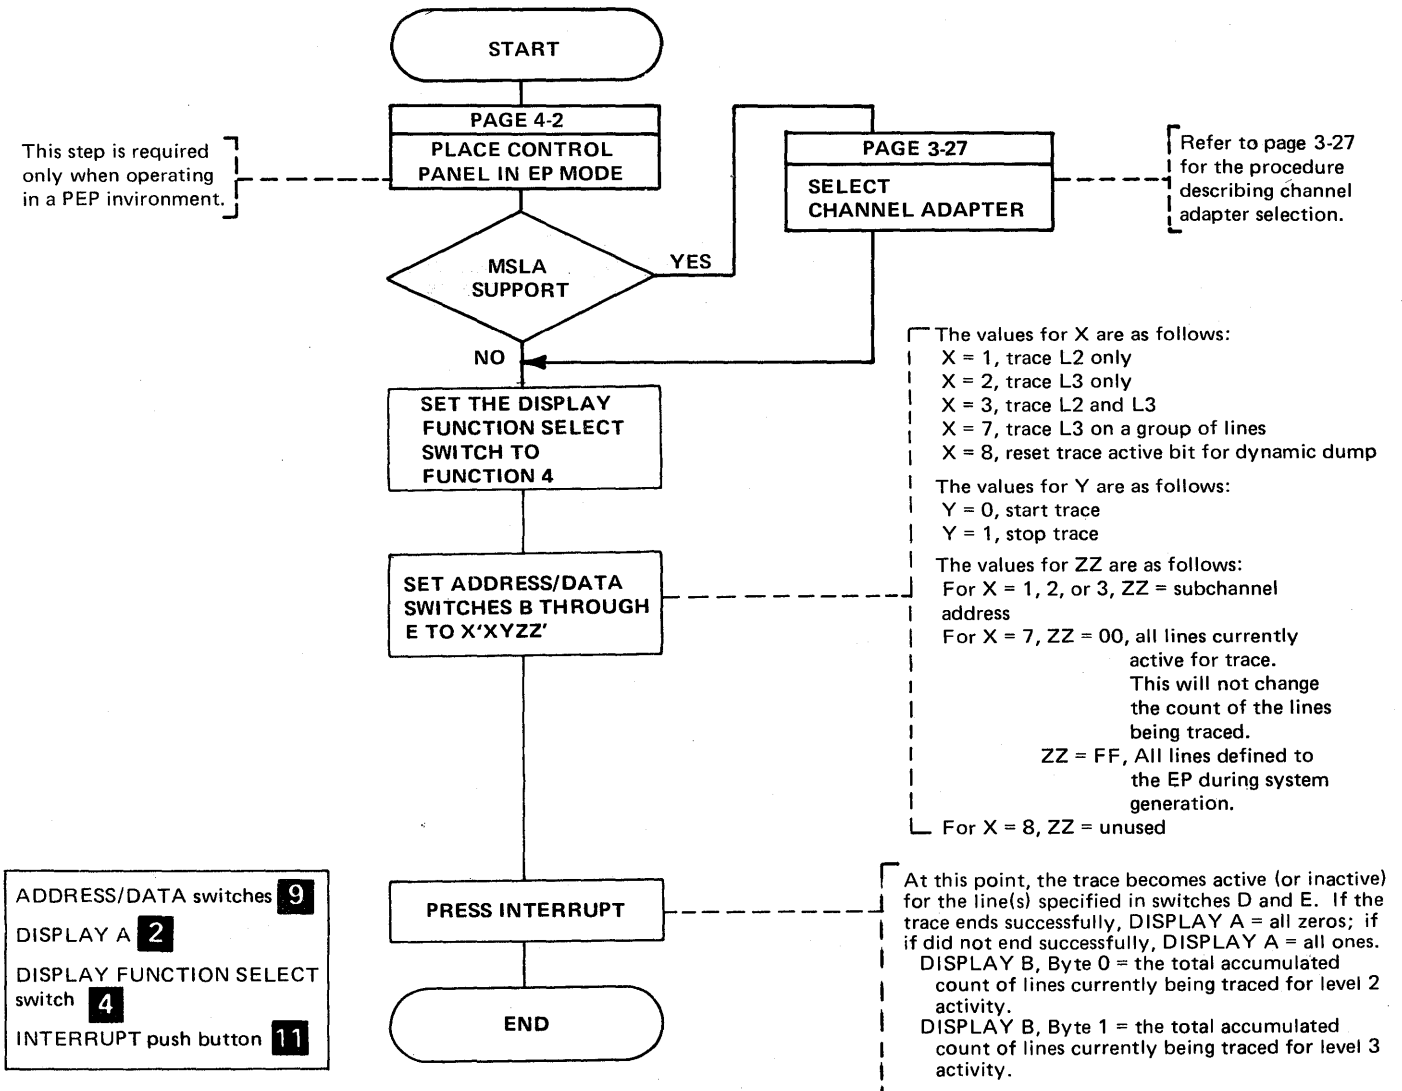 START
PAGE 4-2
PLACE CONTROL
PANEL IN EP MODE
This step is required
only when operating
in a PEP invironment.
MSLA
SUPPORT
YES
PAGE 3-27
SELECT
CHANNEL ADAPTER
Refer to page 3-27
for the procedure
describing channel
adapter selection.
NO
SET THE DISPLAY
FUNCTION SELECT
SWITCH TO
FUNCTION 4
SET ADDRESS/DATA
SWITCHES B THROUGH
E TO X'XYZZ'
The values for X are as follows:
X = 1, trace L2 only
X = 2, trace L3 only
X = 3, trace L2 and L3
X = 7, trace L3 on a group of lines
X = 8, reset trace active bit for dynamic dump
The values for Y are as follows:
Y = 0, start trace
Y = 1, stop trace
The values for ZZ are as follows:
For X = 1, 2, or 3, ZZ = subchannel
address
For X = 7, ZZ = 00, all lines currently
active for trace.
This will not change
the count of the lines
being traced.
ZZ = FF, All lines defined to
the EP during system
generation.
For X = 8, ZZ = unused
PRESS INTERRUPT
At this point, the trace becomes active (or inactive)
for the line(s) specified in switches D and E. If the
trace ends successfully, DISPLAY A = all zeros; if
if did not end successfully, DISPLAY A = all ones.
DISPLAY B, Byte 0 = the total accumulated
count of lines currently being traced for level 2
activity.
DISPLAY B, Byte 1 = the total accumulated
count of lines currently being traced for level 3
activity.
END
ADDRESS/DATA switches 9
DISPLAY A 2
DISPLAY FUNCTION SELECT
switch 4
INTERRUPT push button 11